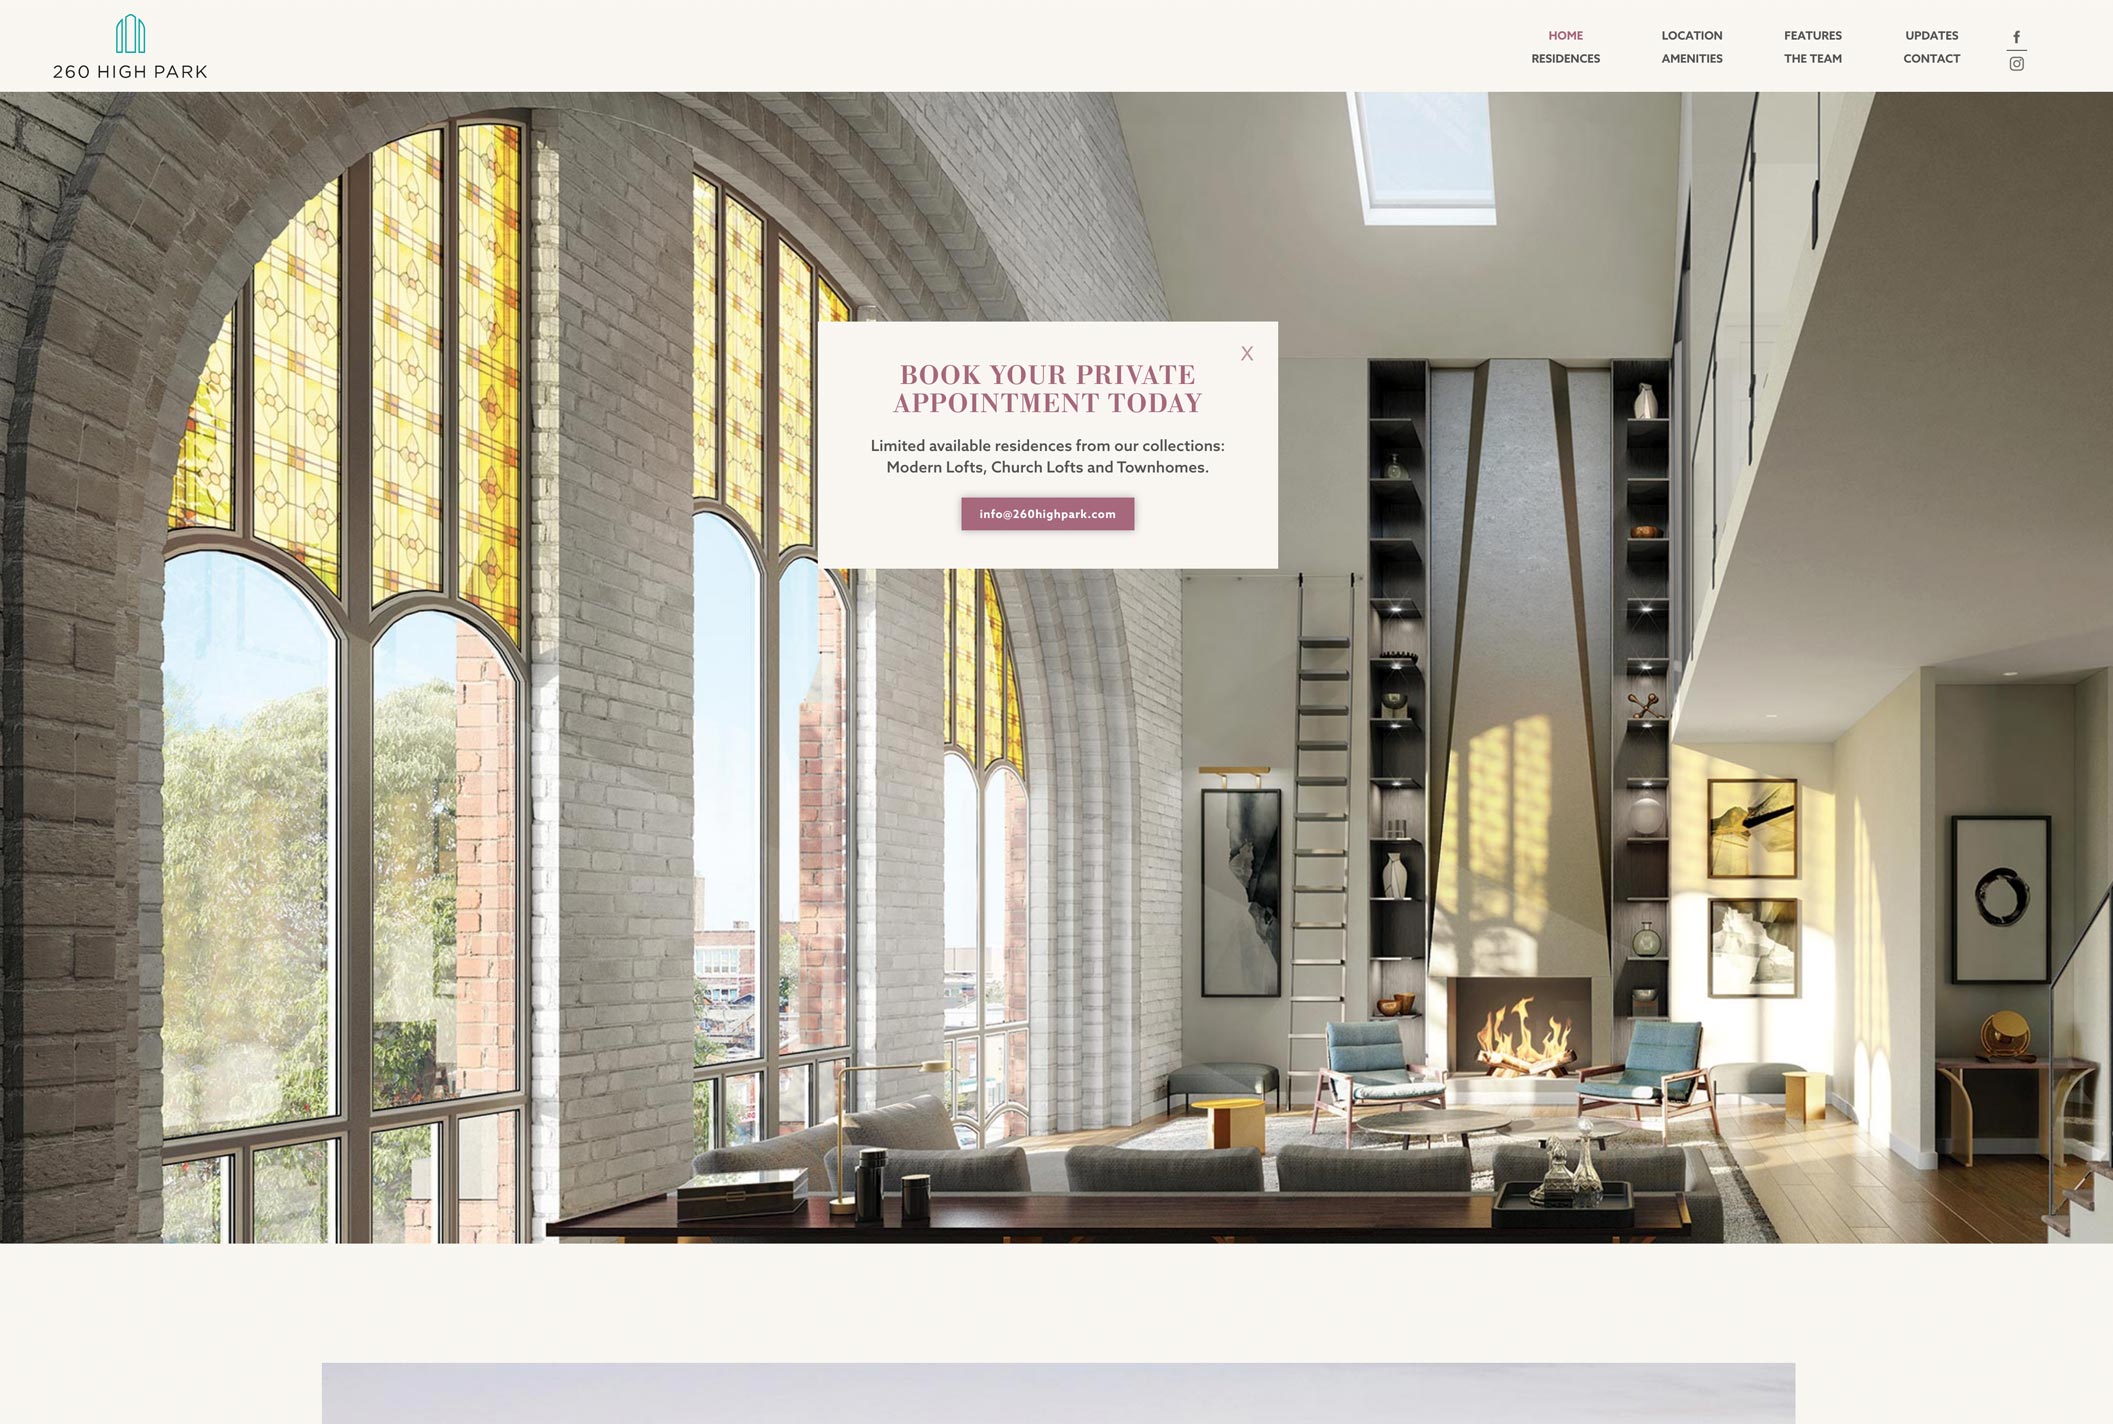 260 HIGH PARK
HOME
LOCATION
FEATURES
UPDATES
RESIDENCES
AMENITIES
THE TEAM
CONTACT
X
BOOK YOUR PRIVATE
APPOINTMENT TODAY
Limited available residences from our collections:
Modern Lofts, Church Lofts and Townhomes.
info@260highpark.com